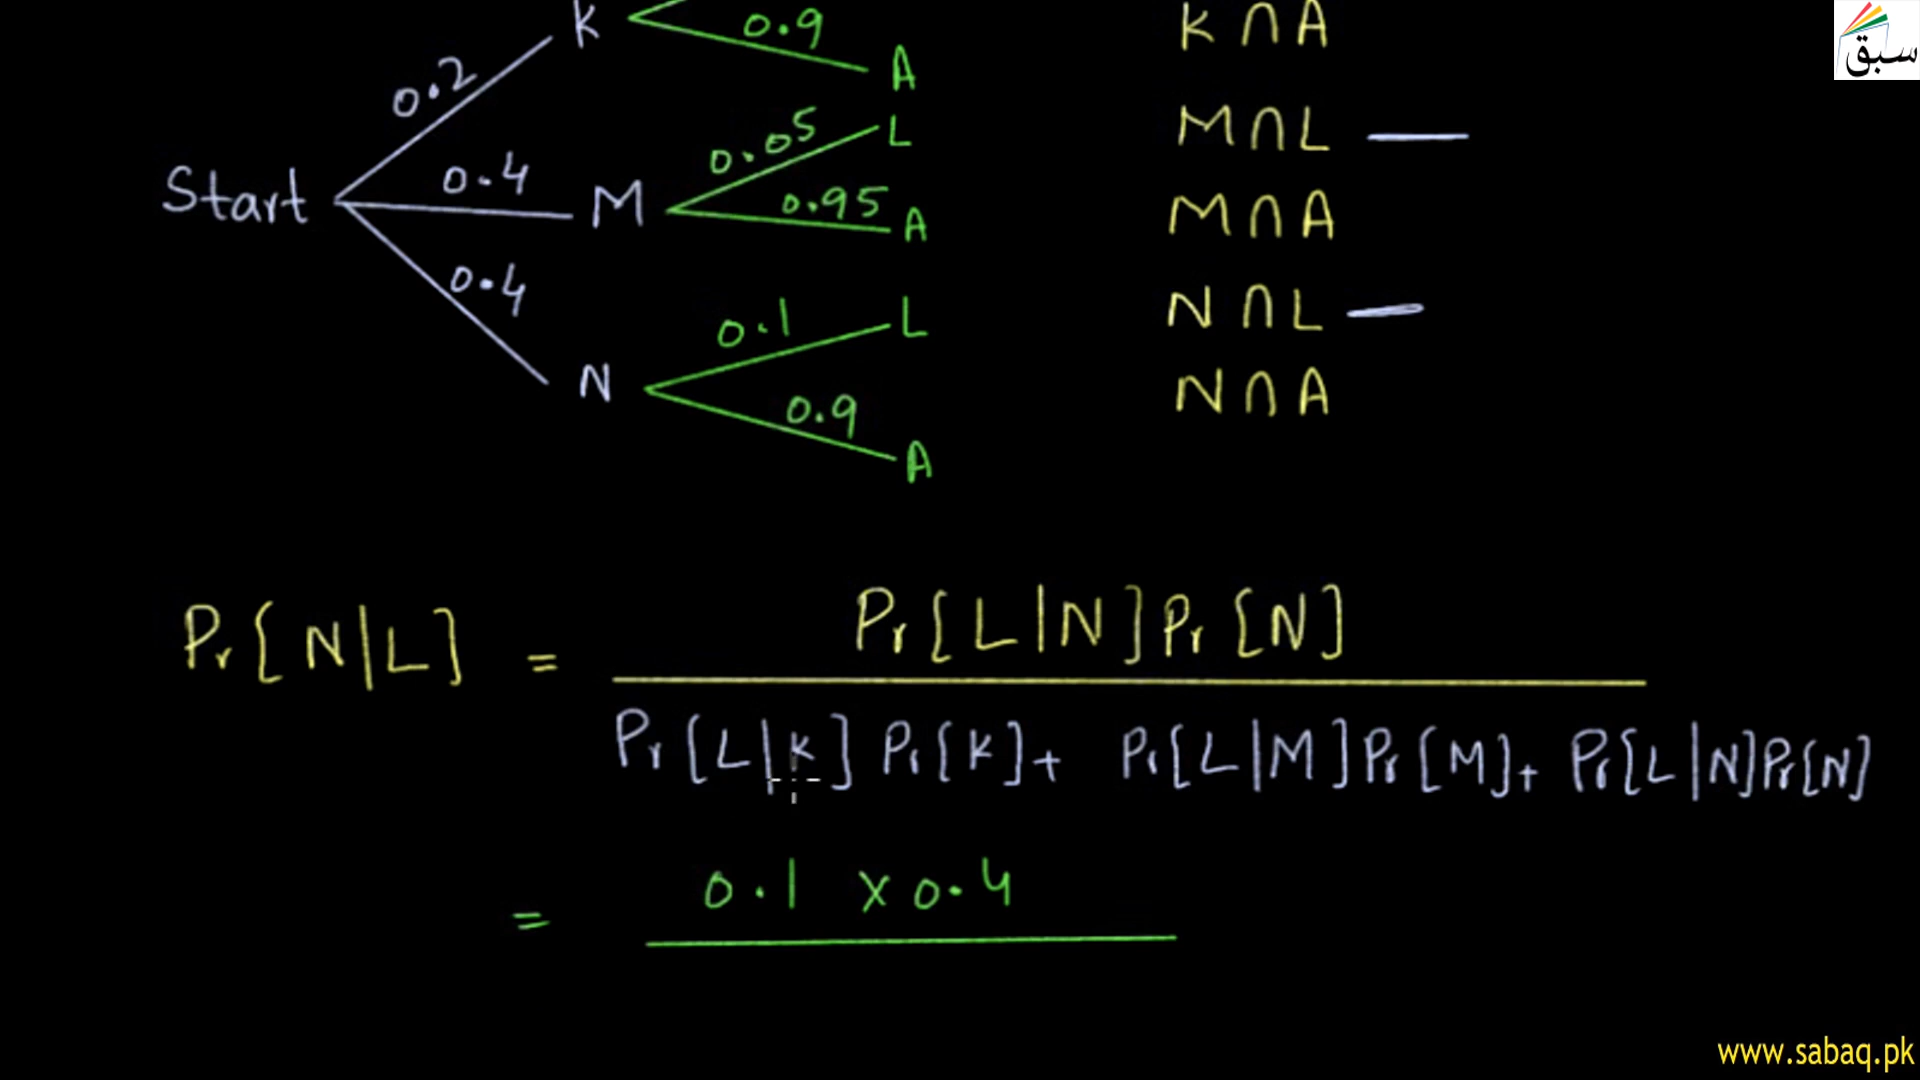 سبق
K 0.9 K ∩ A
A
0.2
0.05 L M ∩ L —
Start 0.4 M 0.95 A M ∩ A
0.4
0.1 L N ∩ L —
N 0.9 N ∩ A
A
Pr[N|L] = Pr[L|N]Pr[N]
Pr[L|K] Pr[K]+ Pr[L|M]Pr[M]+ Pr[L|N]Pr[N]
= 0.1 x 0.4
www.sabaq.pk